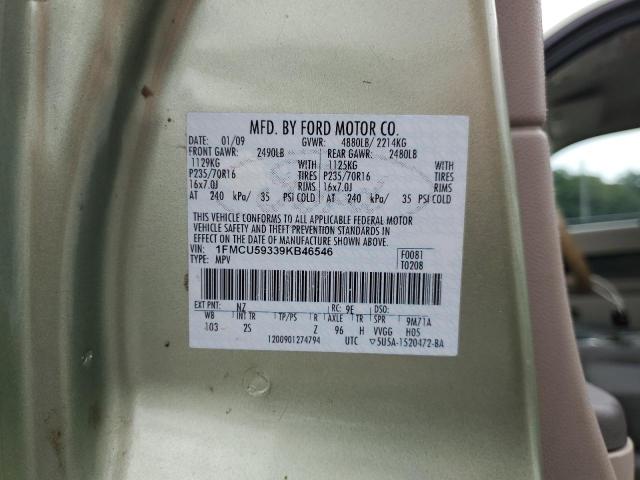 MFD. BY FORD MOTOR CO.
DATE: 01/09 GVWR: 4880LB/ 2214KG
FRONT GAWR: 2490LB REAR GAWR: 2480LB
1129KG WITH 1125KG WITH
P235/70R16 TIRES P235/70R16 TIRES
16x7.0J RIMS 16x7.0J RIMS
AT 240 kPa/ 35 PSI COLD AT 240 kPa/ 35 PSI COLD
THIS VEHICLE CONFORMS TO ALL APPLICABLE FEDERAL MOTOR
VEHICLE SAFETY AND THEFT PREVENTION STANDARDS IN
EFFECT ON THE DATE OF MANUFACTURE SHOWN ABOVE.
VIN: 1FMCU59339KB46546 F0081
TYPE: MPV T0208
EXT PNT: NZ RC: 9E DSO:
WB INT TR TP/PS R AXLE TR SPR 9M71A
103 2S Z 96 H VVGG H05
1200901274794 UTC ▽5U5A-1520472-BA